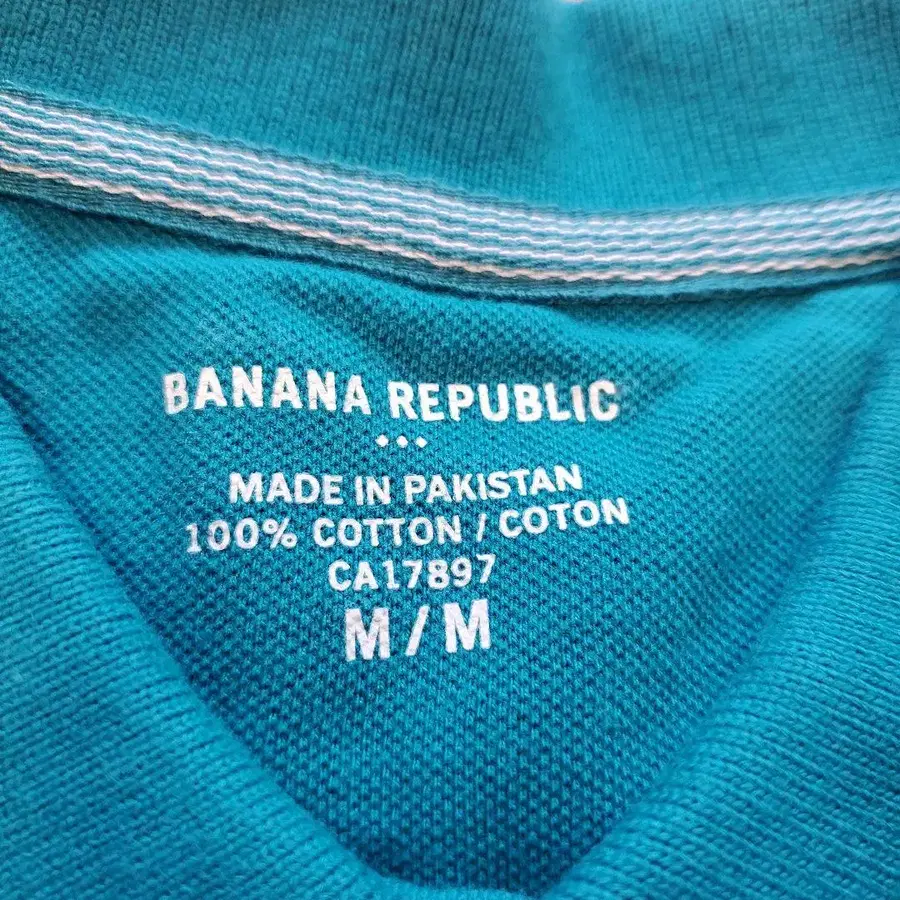 BANANA REPUBLIC
MADE IN PAKISTAN
100% COTTON / COTON
CA17897
M / M